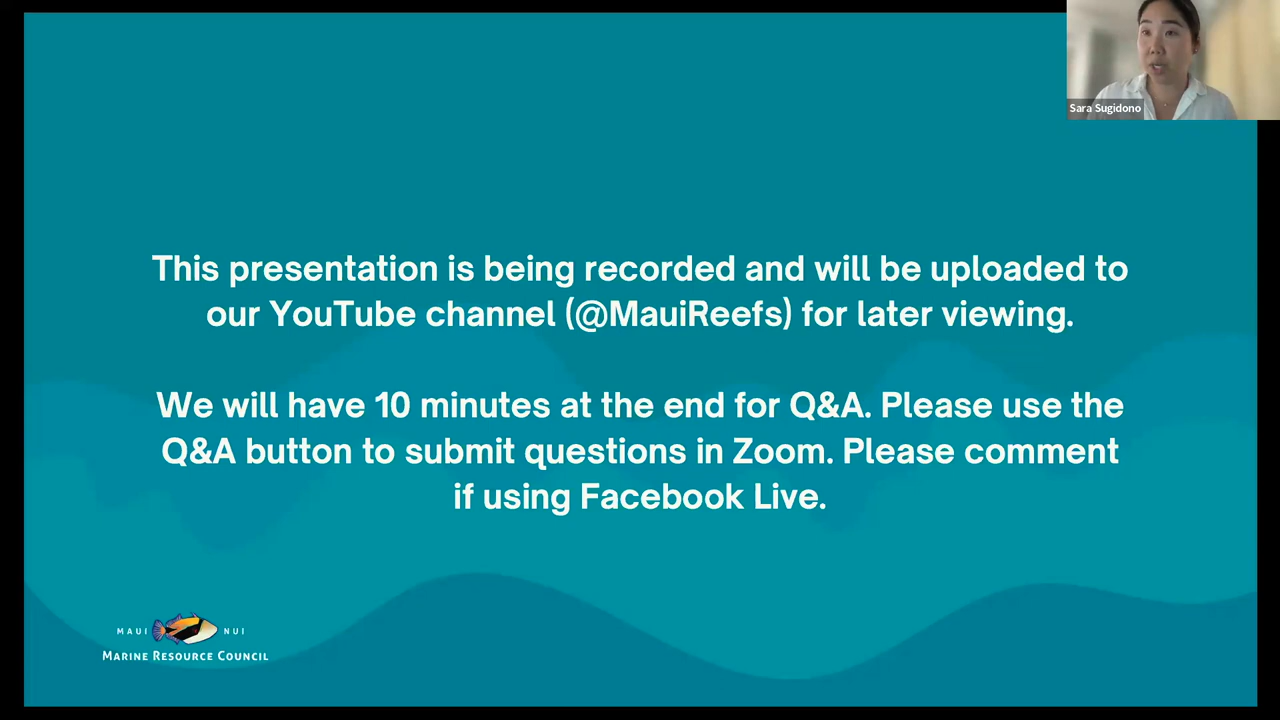 Sara Sugidono
This presentation is being recorded and will be uploaded to
our YouTube channel (@MauiReefs) for later viewing.
We will have 10 minutes at the end for Q&A. Please use the
Q&A button to submit questions in Zoom. Please comment
if using Facebook Live.
MAUI NUI
MARINE RESOURCE COUNCIL